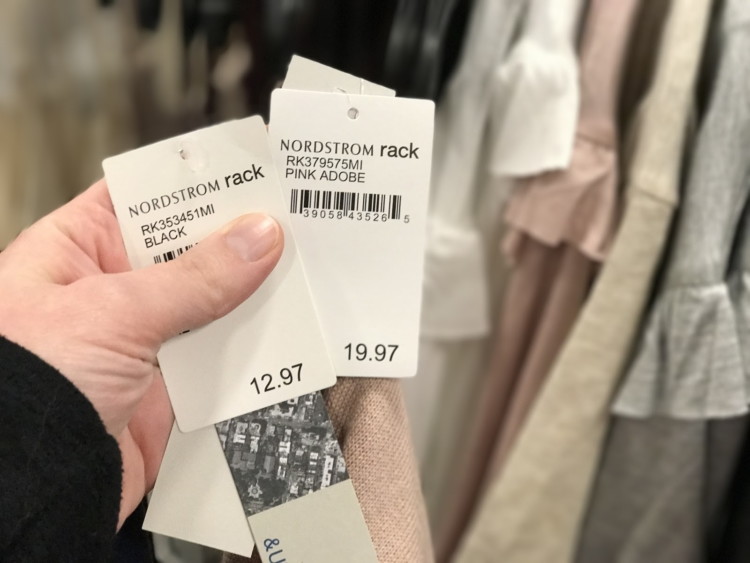 NORDSTROM rack
RK353451MI
BLACK
12.97
NORDSTROM rack
RK379575MI
PINK ADOBE
39058 43526 5
19.97
&U